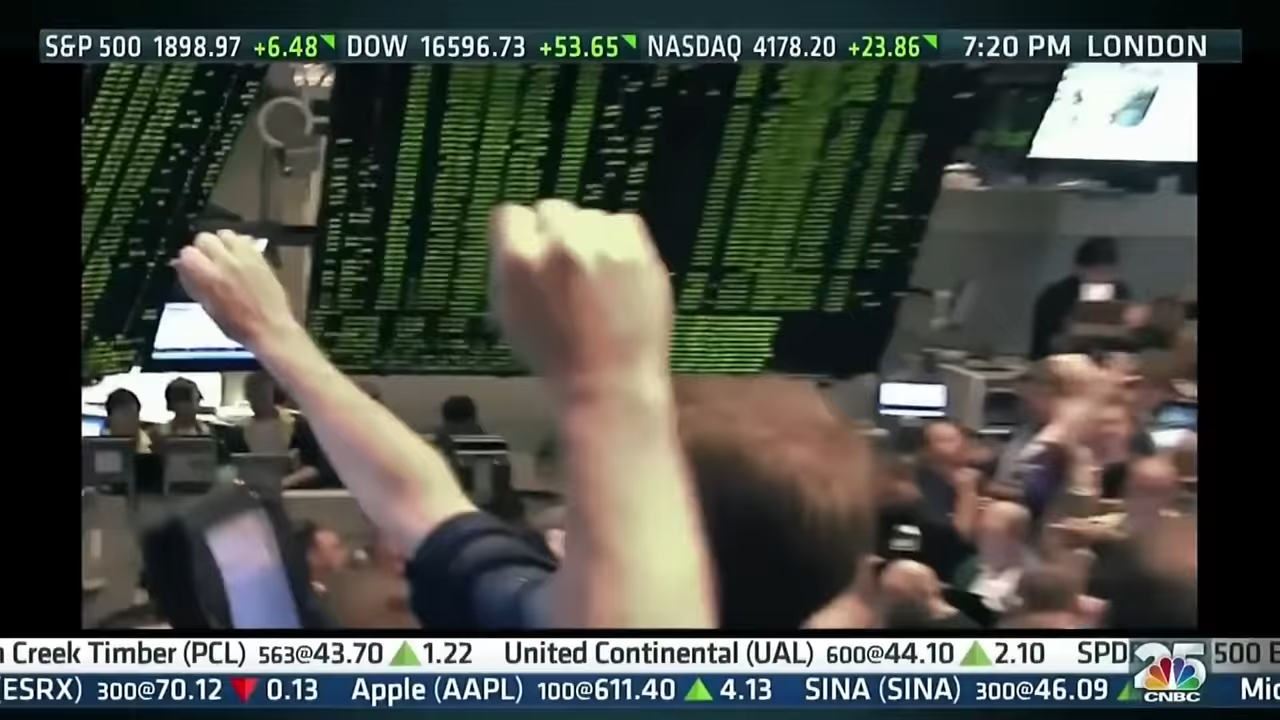 S&P 500 1898.97 +6.48 DOW 16596.73 +53.65 NASDAQ 4178.20 +23.86 7:20 PM LONDON
Creek Timber (PCL) 563@43.70 1.22 United Continental (UAL) 600@44.10 2.10 SPD 25 500
(ESRX) 300@70.12 0.13 Apple (AAPL) 100@611.40 4.13 SINA (SINA) 300@46.09
CNBC